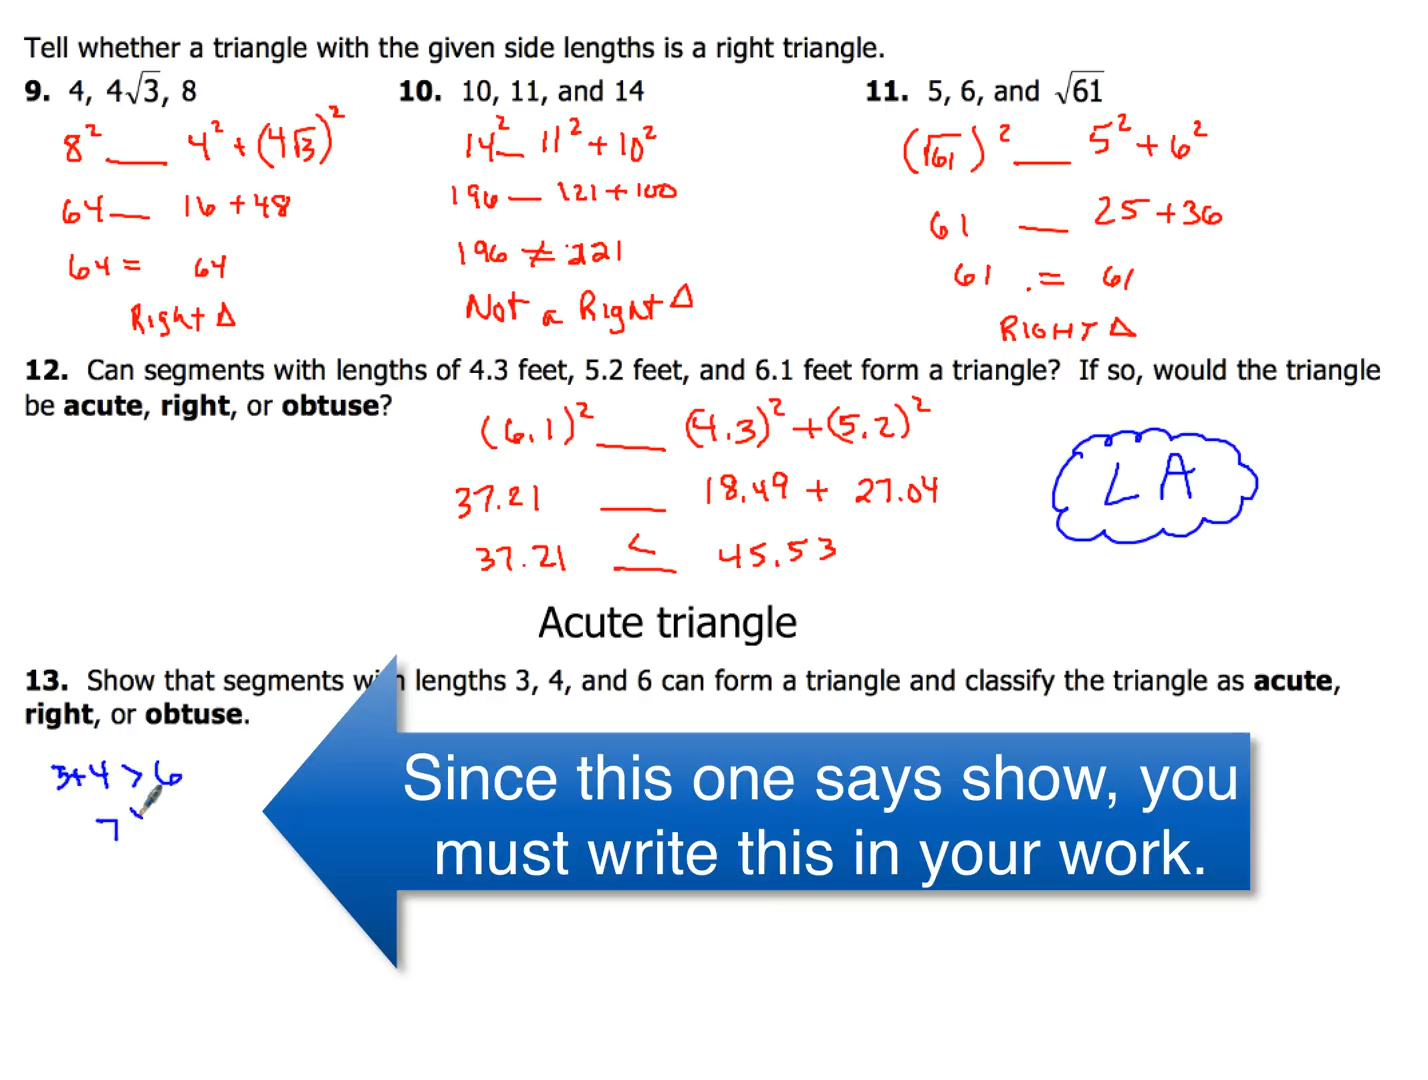 Tell whether a triangle with the given side lengths is a right triangle.
9. 4, 4√3, 8
10. 10, 11, and 14
11. 5, 6, and √61
8² __ 4² + (4√3)²
14² __ 11² + 10²
(√61)² __ 5² + 6²
64 __ 16 + 48
196 __ 121 + 100
61 __ 25 + 36
64 = 64
196 ≠ 221
61 = 61
Right Δ
Not a Right Δ
RIGHT Δ
12. Can segments with lengths of 4.3 feet, 5.2 feet, and 6.1 feet form a triangle? If so, would the triangle
be acute, right, or obtuse?
(6.1)² __ (4.3)² + (5.2)²
37.21 __ 18.49 + 27.04
LA
37.21 < 45.53
Acute triangle
13. Show that segments with lengths 3, 4, and 6 can form a triangle and classify the triangle as acute,
right, or obtuse.
3+4 > 6
7
Since this one says show, you
must write this in your work.